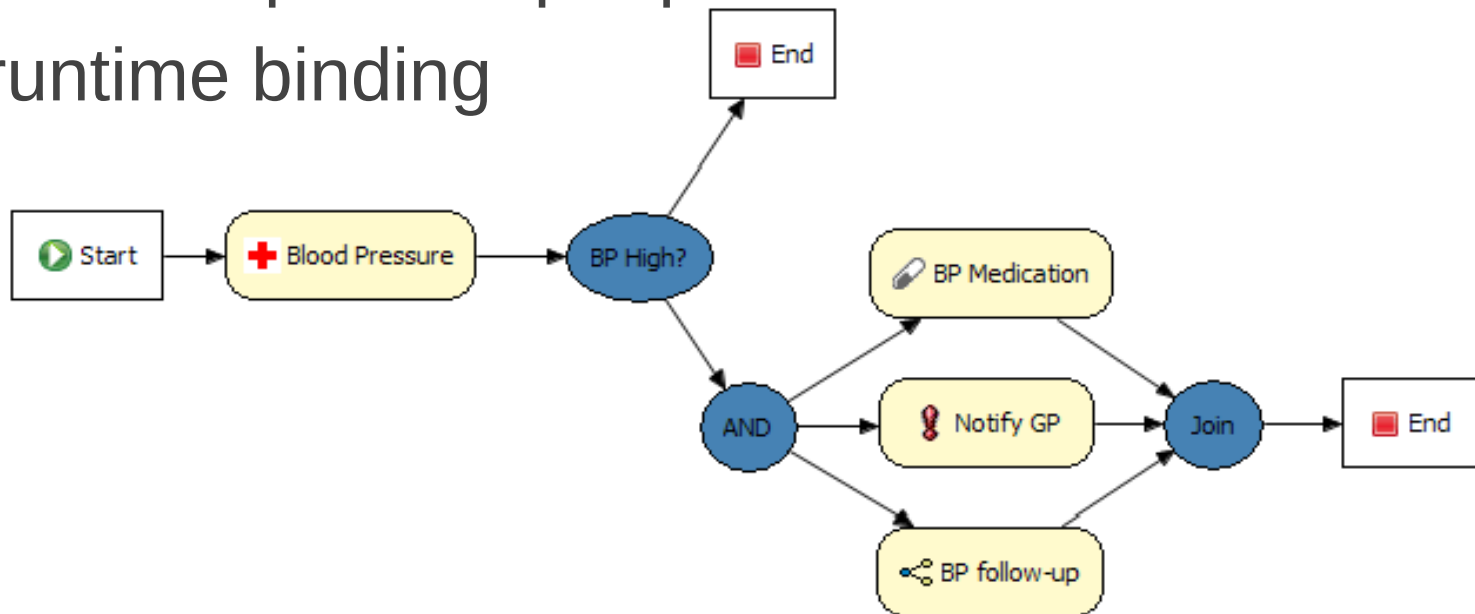 runtime binding
End
Start
Blood Pressure
BP High?
BP Medication
AND
Notify GP
Join
End
BP follow-up